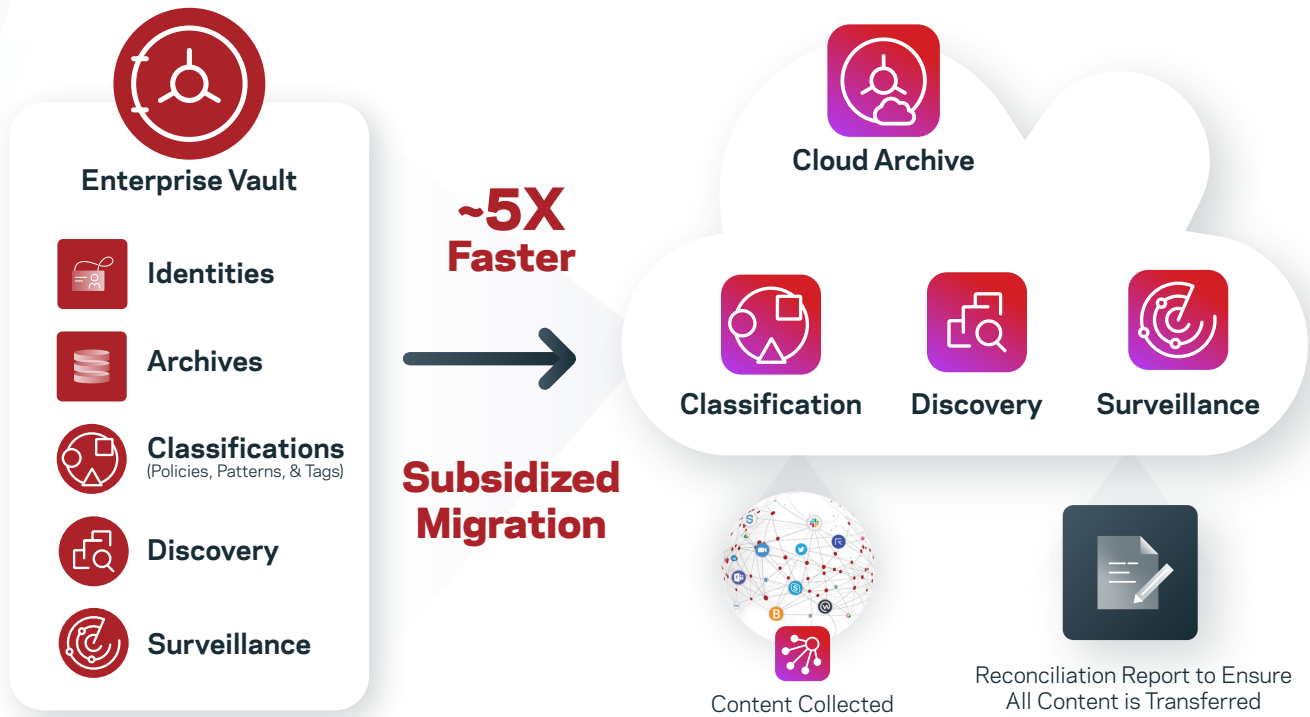 Enterprise Vault
Identities
Archives
Classifications
(Policies, Patterns, & Tags)
Discovery
Surveillance
~5X
Faster
Subsidized
Migration
Cloud Archive
Classification
Discovery
Surveillance
Content Collected
Reconciliation Report to Ensure
All Content is Transferred